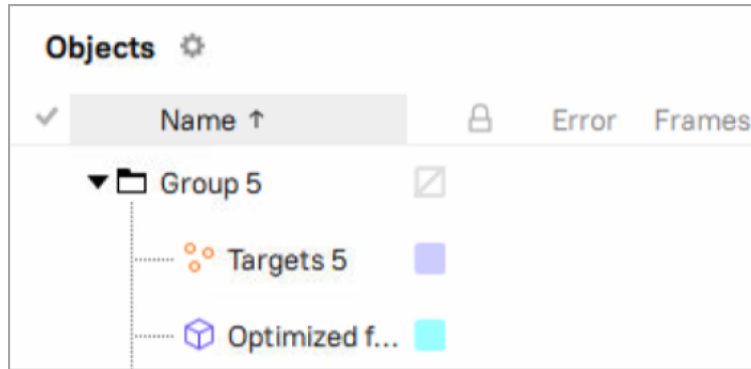 Objects
Name ↑ Error Frames
Group 5
Targets 5
Optimized f...